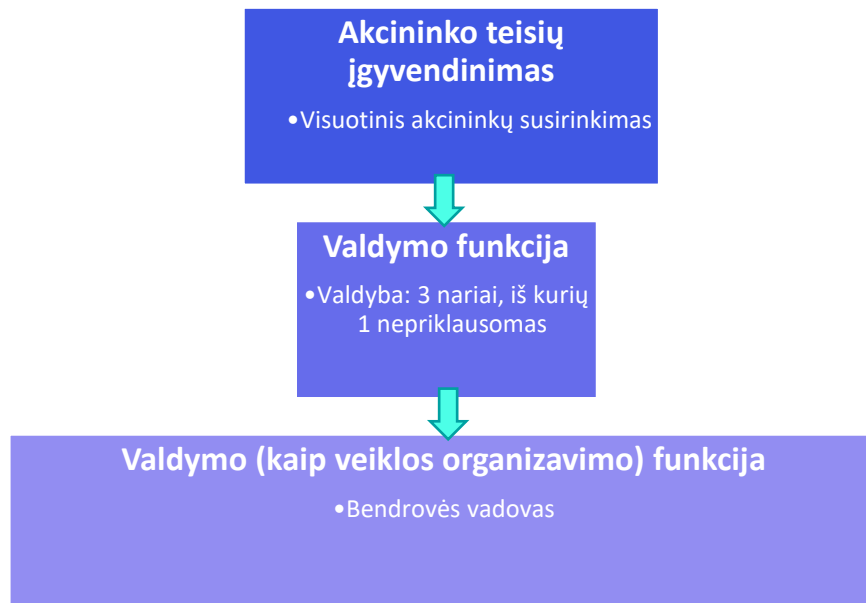 Akcininko teisių
įgyvendinimas
•Visuotinis akcininkų susirinkimas
Valdymo funkcija
•Valdyba: 3 nariai, iš kurių
1 nepriklausomas
Valdymo (kaip veiklos organizavimo) funkcija
•Bendrovės vadovas